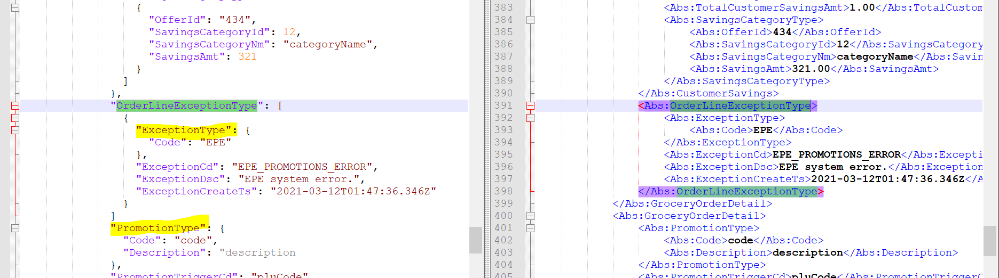 {
"OfferId": "434",
"SavingsCategoryId": 12,
"SavingsCategoryNm": "categoryName",
"SavingsAmt": 321
}
]
},
"OrderLineExceptionType": [
{
"ExceptionType": {
"Code": "EPE"
},
"ExceptionCd": "EPE_PROMOTIONS_ERROR",
"ExceptionDsc": "EPE system error.",
"ExceptionCreateTs": "2021-03-12T01:47:36.346Z"
}
]
"PromotionType": {
"Code": "code",
"Description": "description
},
"PromotionTriggerCd": "pluCode"
383 <Abs:TotalCustomerSavingsAmt>1.00</Abs:TotalCustom
384 <Abs:SavingsCategoryType>
385 <Abs:OfferId>434</Abs:OfferId>
386 <Abs:SavingsCategoryId>12</Abs:SavingsCategory
387 <Abs:SavingsCategoryNm>categoryName</Abs:Savin
388 <Abs:SavingsAmt>321.00</Abs:SavingsAmt>
389 </Abs:SavingsCategoryType>
390 </Abs:CustomerSavings>
391 <Abs:OrderLineExceptionType>
392 <Abs:ExceptionType>
393 <Abs:Code>EPE</Abs:Code>
394 </Abs:ExceptionType>
395 <Abs:ExceptionCd>EPE_PROMOTIONS_ERROR</Abs:Excepti
396 <Abs:ExceptionDsc>EPE system error.</Abs:Exception
397 <Abs:ExceptionCreateTs>2021-03-12T01:47:36.346Z</A
398 </Abs:OrderLineExceptionType>
399 </Abs:GroceryOrderDetail>
400 <Abs:GroceryOrderDetail>
401 <Abs:PromotionType>
402 <Abs:Code>code</Abs:Code>
403 <Abs:Description>description</Abs:Description>
404 </Abs:PromotionType>
405 <Abs:PromotionTriggerCd>pluCode</Abs:PromotionTriggerC